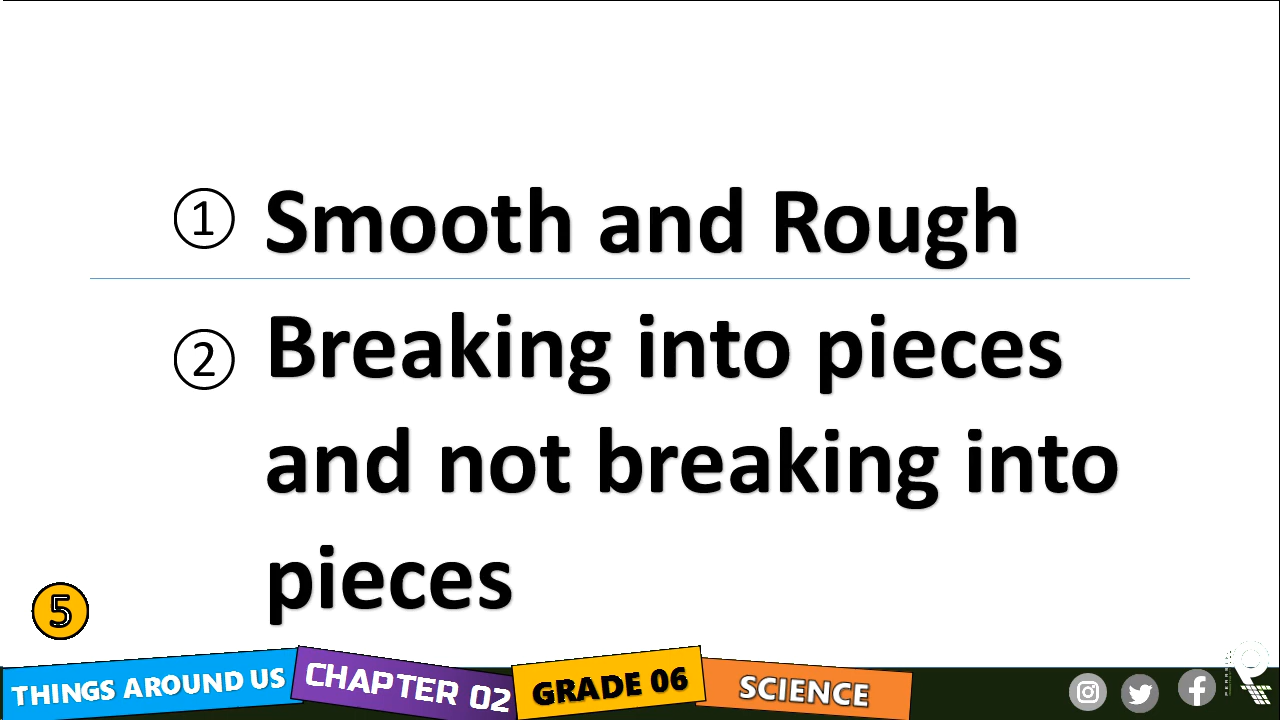 ① Smooth and Rough
② Breaking into pieces
and not breaking into
pieces
5
THINGS AROUND US CHAPTER 02 GRADE 06 SCIENCE